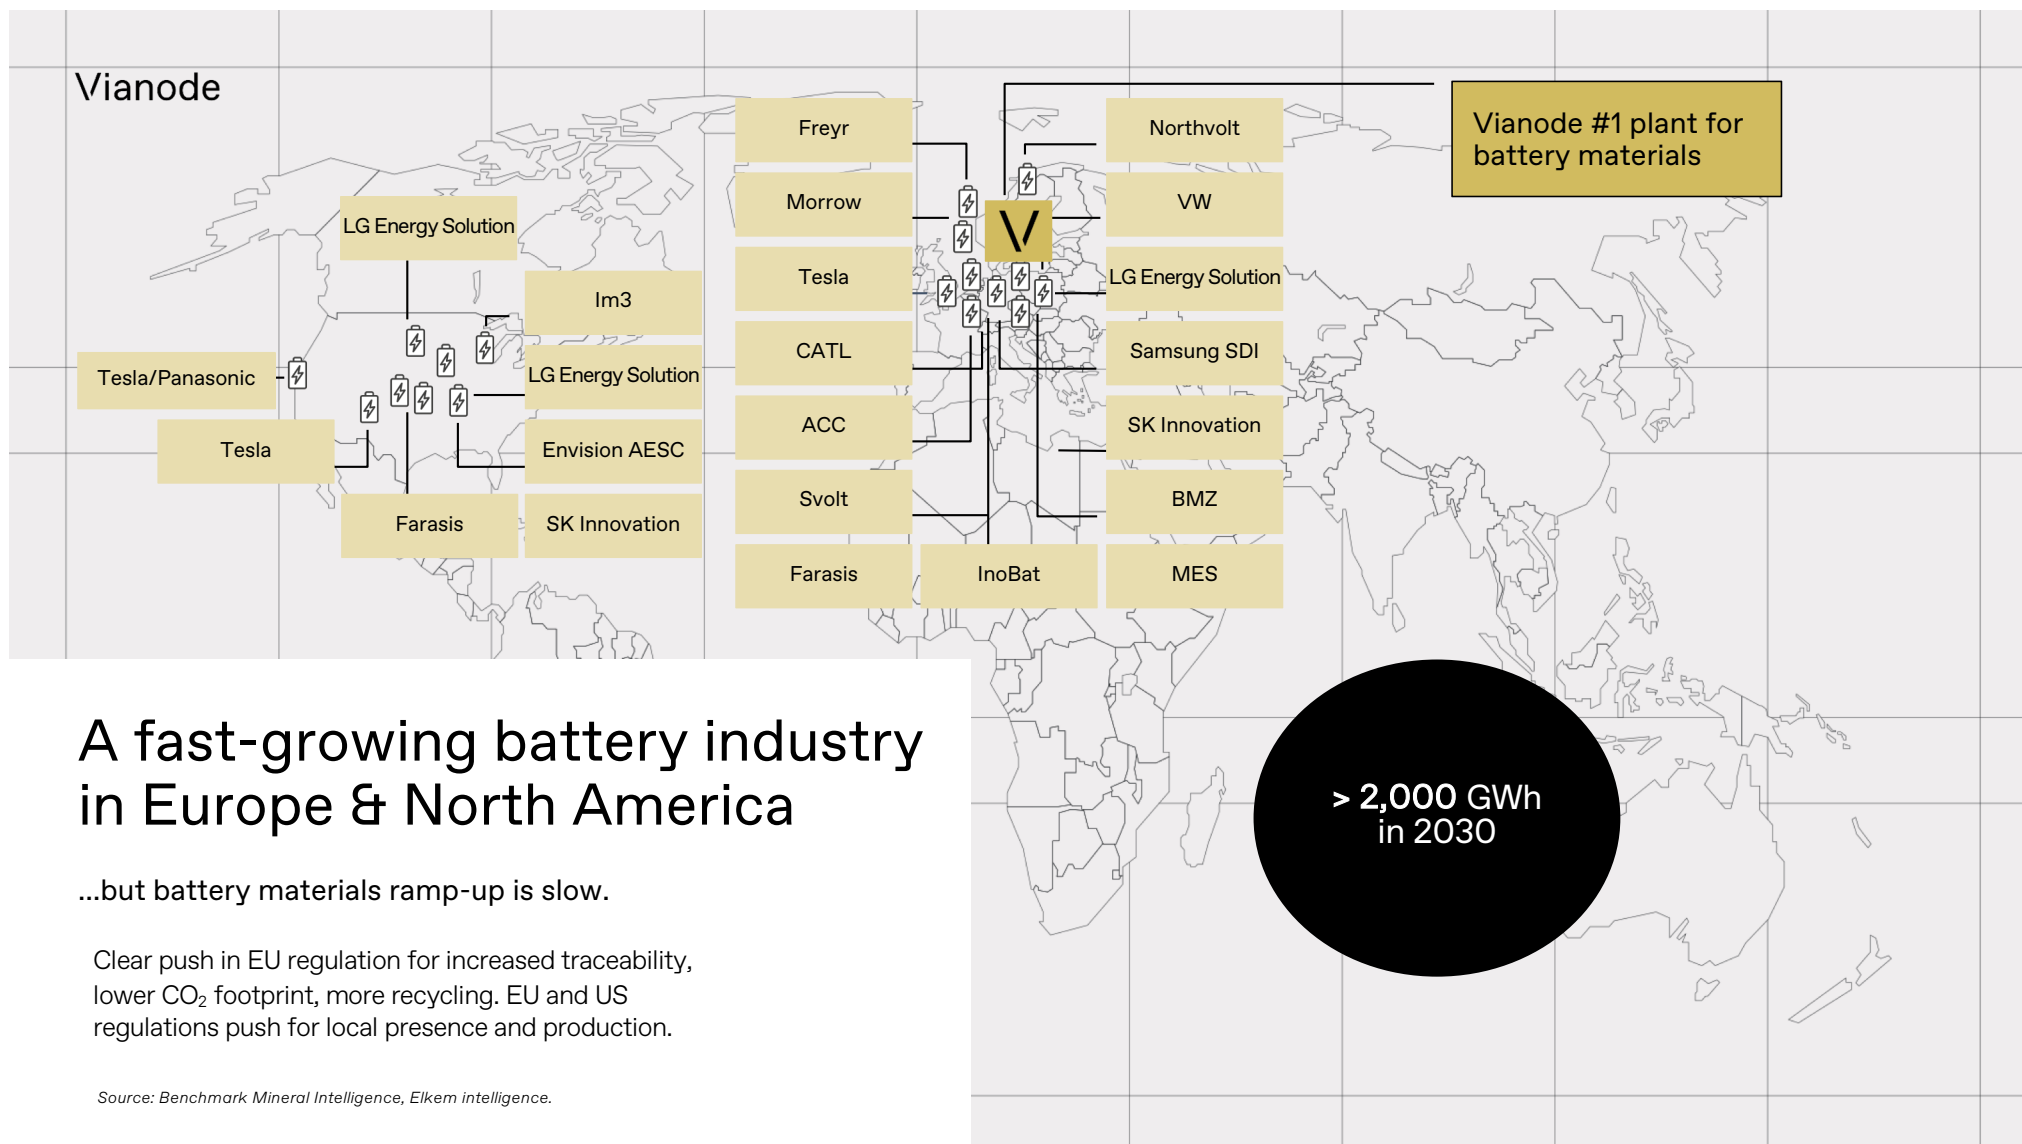 Vianode
Vianode #1 plant for
battery materials
LG Energy Solution
Im3
Tesla/Panasonic
LG Energy Solution
Tesla
Envision AESC
Farasis
SK Innovation
Freyr
Morrow
Tesla
CATL
ACC
Svolt
Farasis
InoBat
V
Northvolt
VW
LG Energy Solution
Samsung SDI
SK Innovation
BMZ
MES
A fast-growing battery industry
in Europe & North America
...but battery materials ramp-up is slow.
Clear push in EU regulation for increased traceability,
lower CO₂ footprint, more recycling. EU and US
regulations push for local presence and production.
Source: Benchmark Mineral Intelligence, Elkem intelligence.
> 2,000 GWh
in 2030